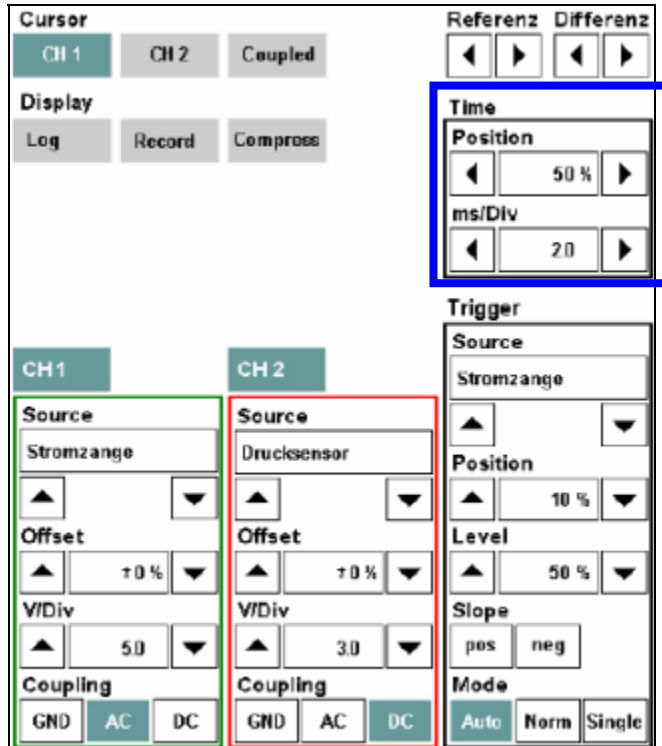 Cursor
CH 1 CH 2 Coupled
Display
Log Record Compress
Referenz Differenz
Time
Position
50 %
ms/Div
2.0
CH 1
Source
Stromzange
Offset
±0 %
V/Div
5.0
Coupling
GND AC DC
CH 2
Source
Drucksensor
Offset
±0 %
V/Div
3.0
Coupling
GND AC DC
Trigger
Source
Stromzange
Position
10 %
Level
50 %
Slope
pos neg
Mode
Auto Norm Single